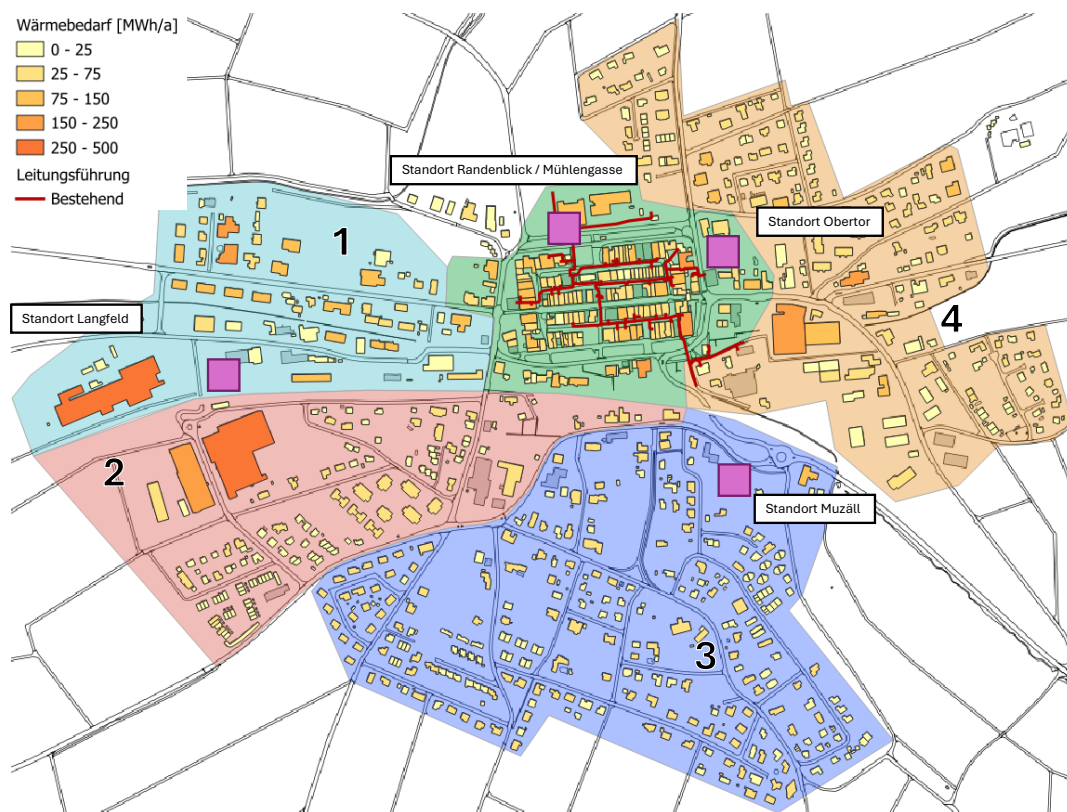 Wärmebedarf [MWh/a]
0 - 25
25 - 75
75 - 150
150 - 250
250 - 500
Leitungsführung
Bestehend
Standort Randenblick / Mühlengasse
Standort Obertor
1
4
Standort Langfeld
2
Standort Muzäll
3